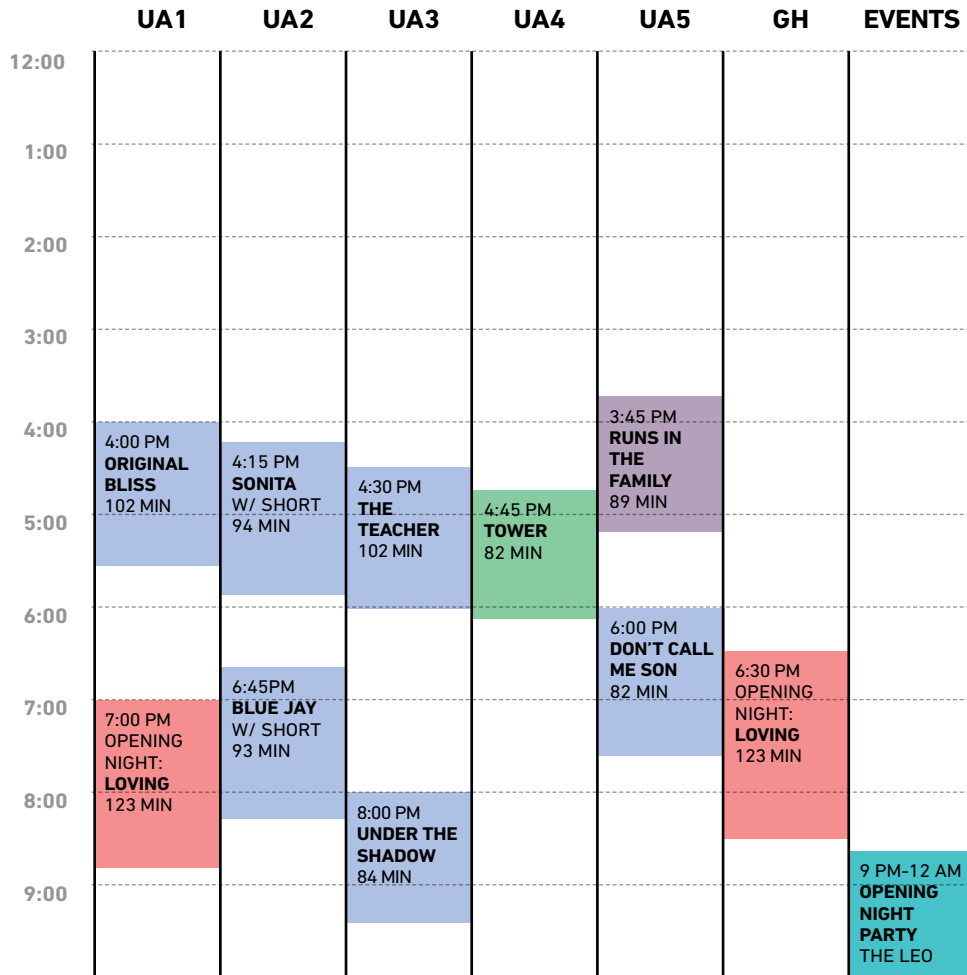 UA1 UA2 UA3 UA4 UA5 GH EVENTS
12:00
1:00
2:00
3:00
4:00
5:00
6:00
7:00
8:00
9:00
4:00 PM
ORIGINAL
BLISS
102 MIN
7:00 PM
OPENING
NIGHT:
LOVING
123 MIN
4:15 PM
SONITA
W/ SHORT
94 MIN
6:45PM
BLUE JAY
W/ SHORT
93 MIN
4:30 PM
THE
TEACHER
102 MIN
8:00 PM
UNDER THE
SHADOW
84 MIN
4:45 PM
TOWER
82 MIN
3:45 PM
RUNS IN
THE
FAMILY
89 MIN
6:00 PM
DON'T CALL
ME SON
82 MIN
6:30 PM
OPENING
NIGHT:
LOVING
123 MIN
9 PM-12 AM
OPENING
NIGHT
PARTY
THE LEO